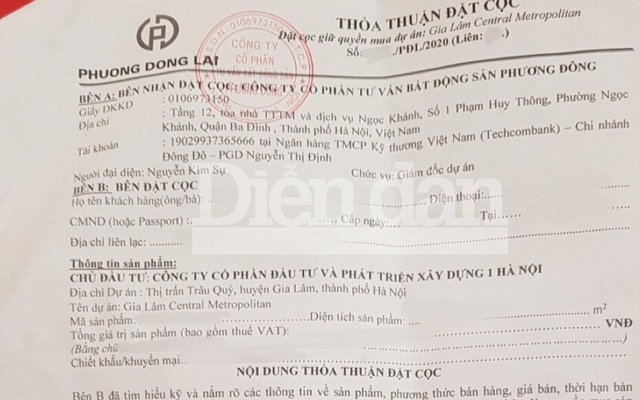 THỎA THUẬN ĐẶT CỌC
Đặt cọc giữ quyền mua dự án: Gia Lâm Central Metropolitan
Số: /PĐL/2020 (Liên: .)
PHUONG DONG LAND
CÔNG TY
CỔ PHẦN
BÊN A: BÊN NHẬN ĐẶT CỌC: CÔNG TY CỔ PHẦN TƯ VẤN BẤT ĐỘNG SẢN PHƯƠNG ĐÔNG
Giấy ĐKKD : 0106973150
Địa chỉ : Tầng 12, tòa nhà TTTM và dịch vụ Ngọc Khánh, Số 1 Phạm Huy Thông, Phường Ngọc
Khánh, Quận Ba Đình, Thành phố Hà Nội, Việt Nam
Tài khoản : 19029937365666 tại Ngân hàng TMCP Kỹ thương Việt Nam (Techcombank) – Chi nhánh
Đông Đô – PGD Nguyễn Thị Định
Người đại diện: Nguyễn Kim Sự Chức vụ: Giám đốc dự án
BÊN B: BÊN ĐẶT CỌC
Họ tên khách hàng(ông/bà): ... Điện thoại:...
CMND (hoặc Passport) :. Cấp ngày.... Tại.....
Địa chỉ liên lạc: ...........
Diễn đàn
Thông tin sản phẩm:
CHỦ ĐẦU TƯ: CÔNG TY CỔ PHẦN ĐẦU TƯ VÀ PHÁT TRIỂN XÂY DỰNG 1 HÀ NỘI
Địa chỉ Dự án : Thị trấn Trâu Quỳ, huyện Gia Lâm, thành phố Hà Nội
Tên dự án: Gia Lâm Central Metropolitan
Mã sản phẩm: Diện tích sản phẩm: .... m²
Tổng giá trị sản phẩm (bao gồm thuế VAT): VNĐ
(Bằng chữ
Chiết khấu/khuyến mại..
NỘI DUNG THỎA THUẬN ĐẶT CỌC
Bên B đã tìm hiểu kỹ và nắm rõ các thông tin về sản phẩm, phương thức bán hàng, giá bán, thời hạn bàn